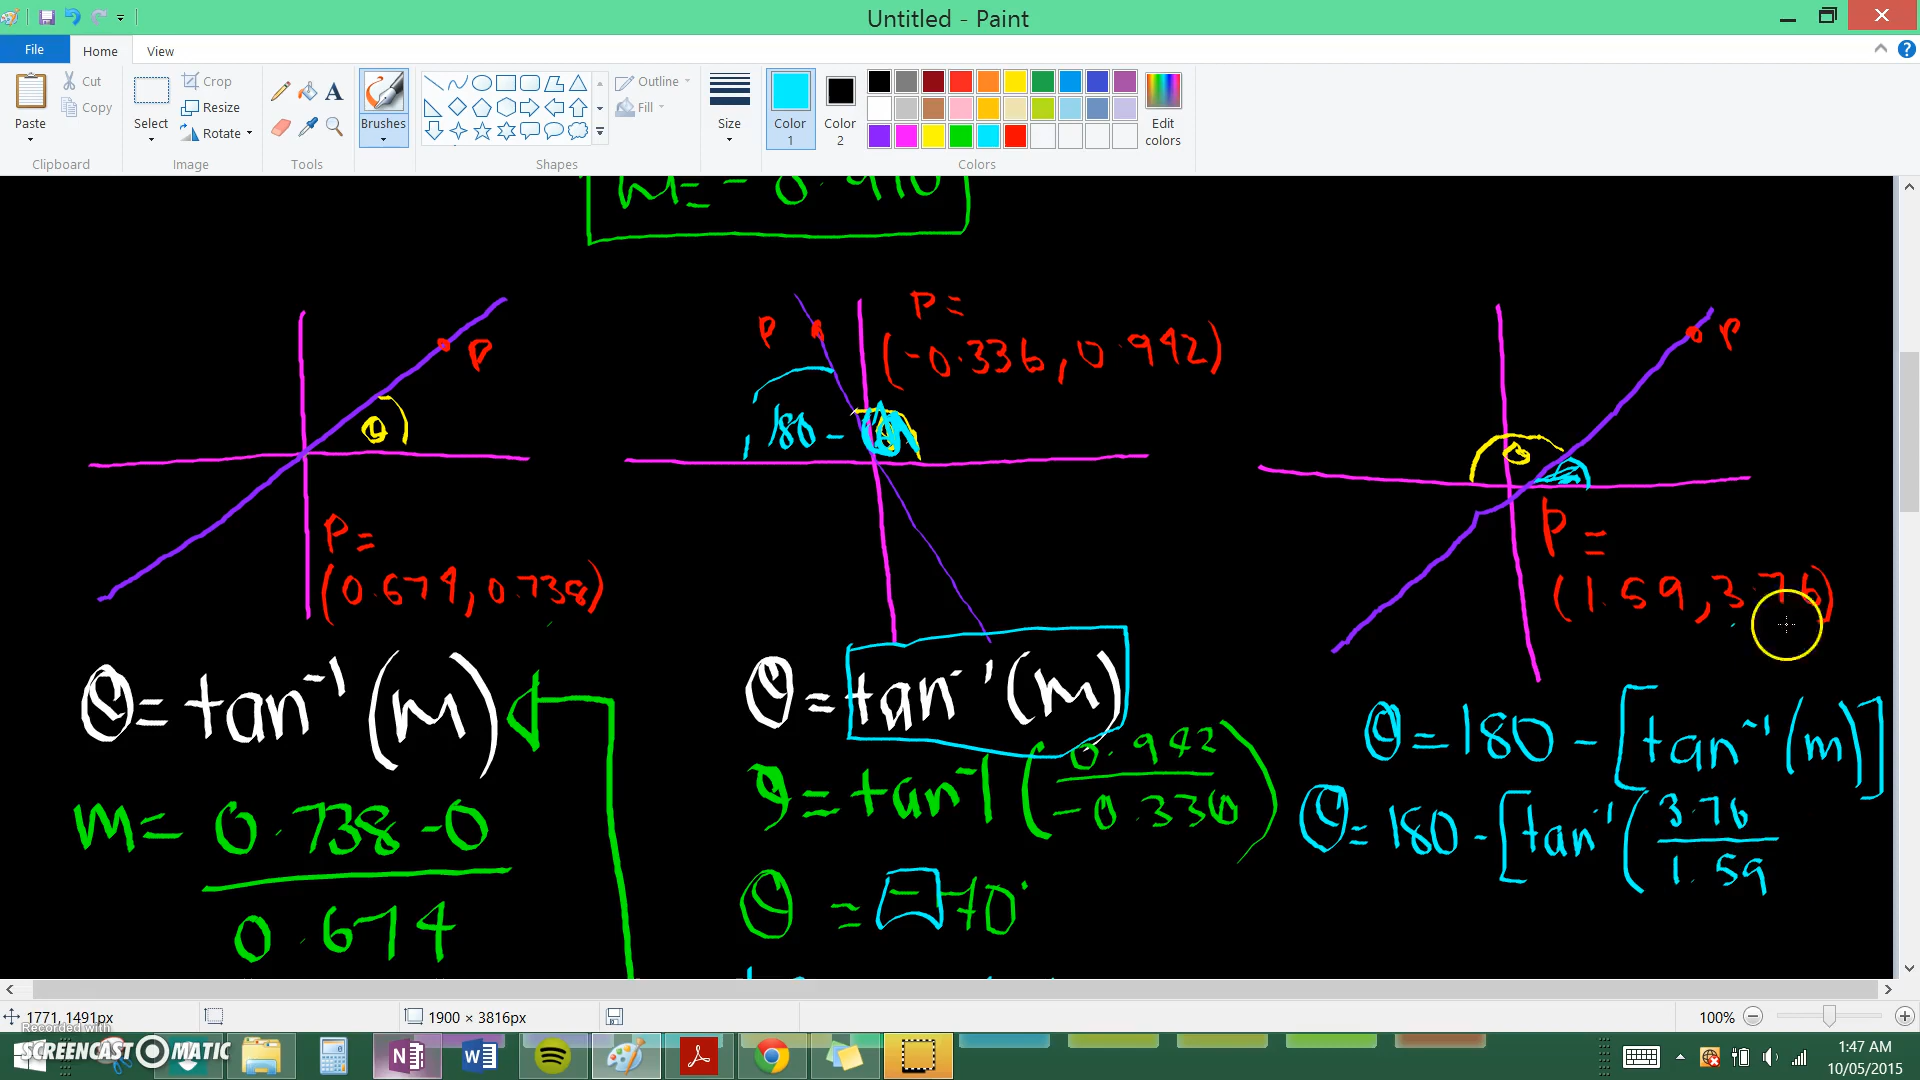 Untitled - Paint
File
Home
View
Cut
Copy
Paste
Clipboard
Crop
Resize
Rotate
Select
Image
A
Tools
Brushes
Outline
Fill
Shapes
Size
Color 1
Color 2
Edit colors
Colors
P
θ
P =
(0.674, 0.738)
θ = tan⁻¹(m)
m = 0.738 - 0
0.674
P
P =
(-0.336, 0.942)
180 -
θ = tan⁻¹(m)
θ = tan⁻¹(0.942
-0.336)
θ = -70°
P
θ
P =
(1.59, 3.76)
θ = 180 - [tan⁻¹(m)]
θ = 180 - [tan⁻¹(3.76
1.59
1771, 1491px
1900 × 3816px
100%
Recorded with
SCREENCAST O MATIC
1:47 AM
10/05/2015